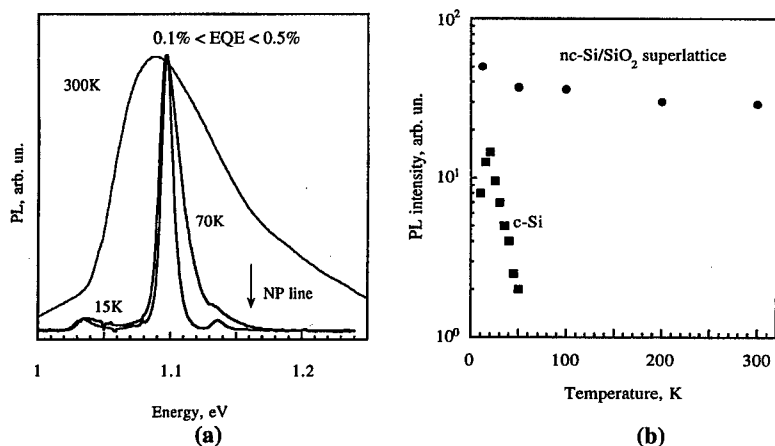 0.1% < EQE < 0.5%
300K
70K
15K
NP line
PL, arb. un.
1
1.1
1.2
Energy, eV
(a)
10²
nc-Si/SiO₂ superlattice
10¹
c-Si
10⁰
PL intensity, arb. un.
0
100
200
300
Temperature, K
(b)